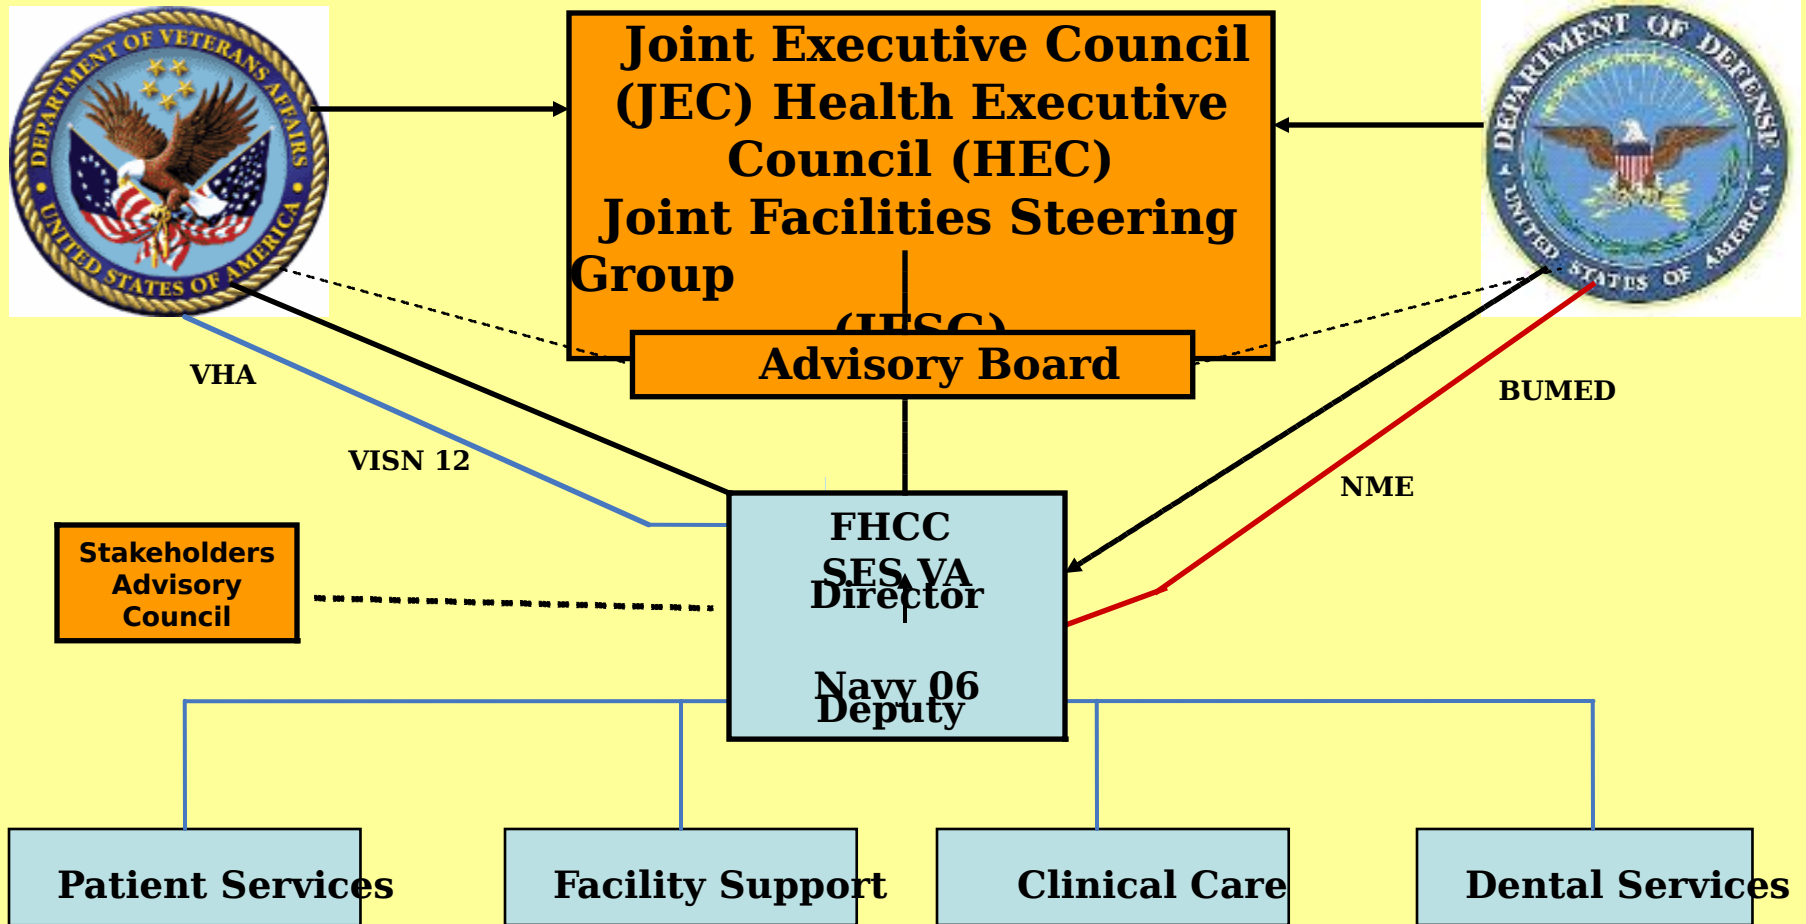 DEPARTMENT OF VETERANS AFFAIRS
UNITED STATES OF AMERICA
Joint Executive Council
(JEC) Health Executive
Council (HEC)
Joint Facilities Steering
Group
(JFSG)
DEPARTMENT OF DEFENSE
UNITED STATES OF AMERICA
Advisory Board
VHA
BUMED
VISN 12
NME
Stakeholders
Advisory
Council
FHCC
SES VA
Director
Navy 06
Deputy
Patient Services
Facility Support
Clinical Care
Dental Services